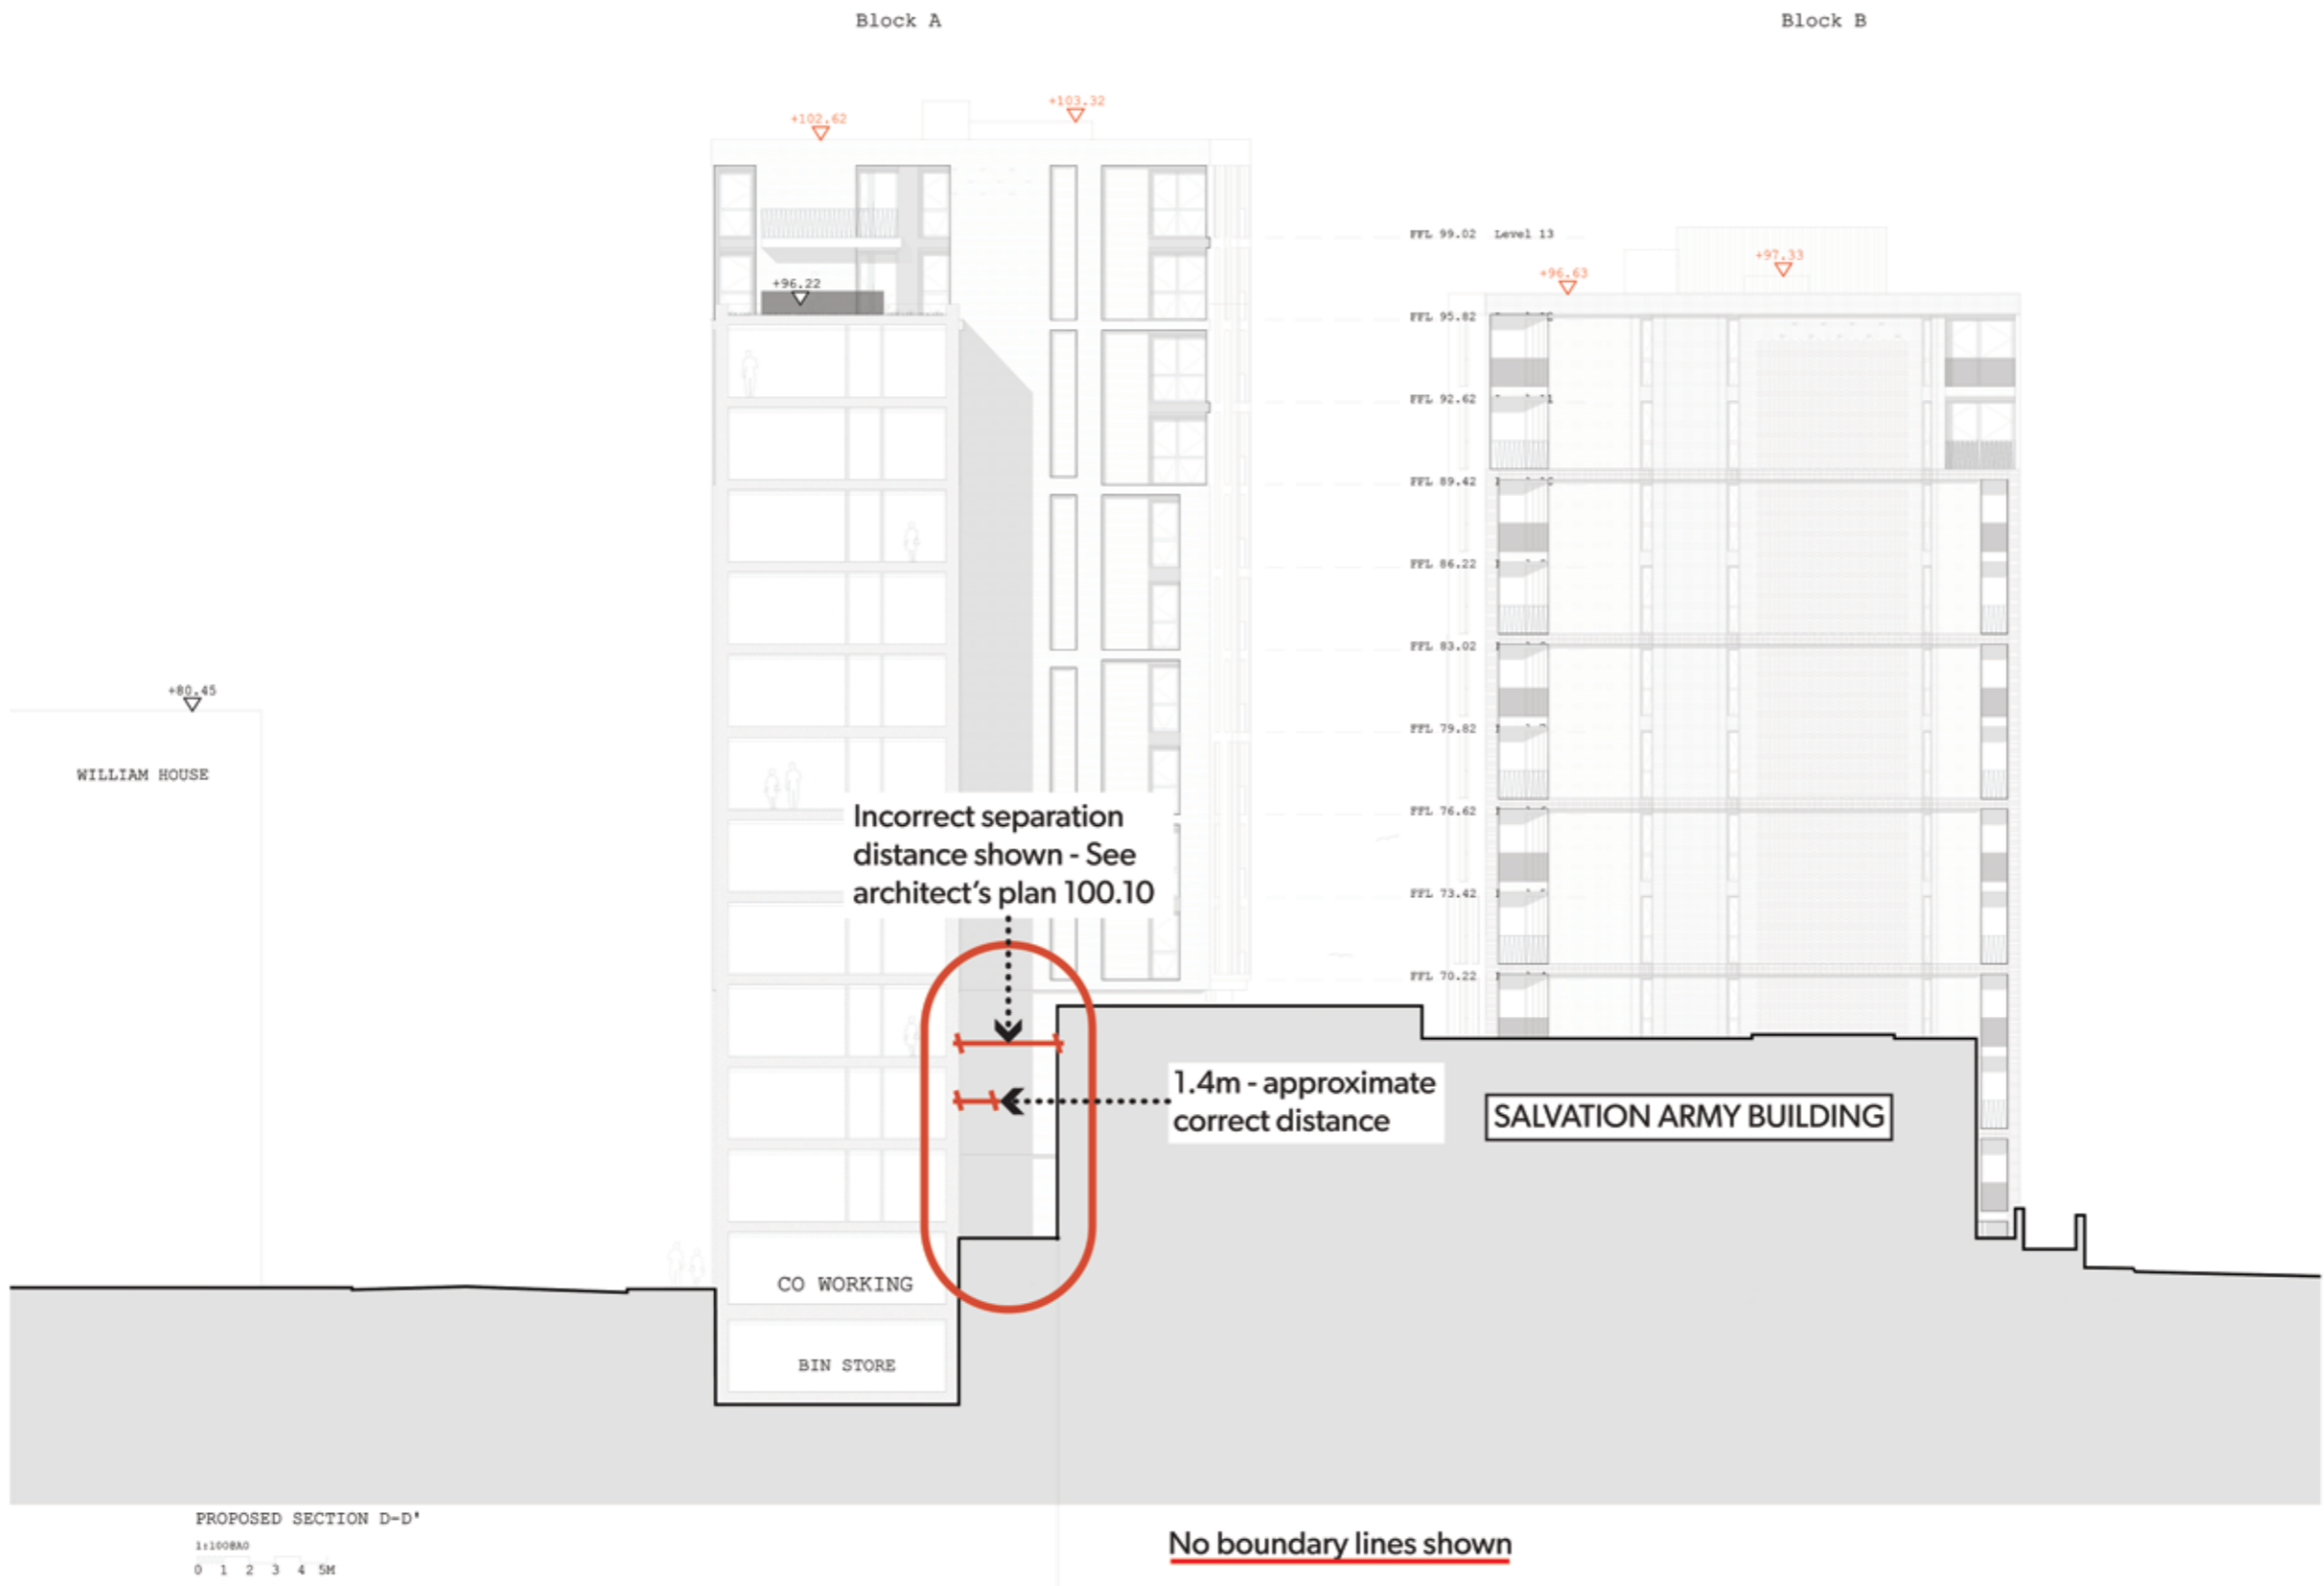 Block A
Block B
+103.32
+102.62
FFL 99.02 Level 13
+97.33
+96.63
+96.22
FFL 95.82
FFL 92.62
FFL 89.42
FFL 86.22
FFL 83.02
+80.45
FFL 79.82
WILLIAM HOUSE
FFL 76.62
Incorrect separation
distance shown - See
architect's plan 100.10
FFL 73.42
FFL 70.22
1.4m - approximate
correct distance
SALVATION ARMY BUILDING
CO WORKING
BIN STORE
PROPOSED SECTION D-D'
1:100@A0
0 1 2 3 4 5M
No boundary lines shown